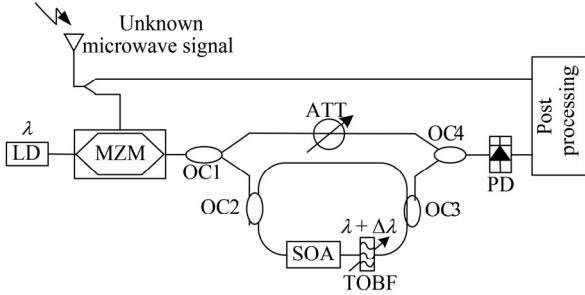 Unknown
microwave signal
ATT
OC4
Post
processing
λ
LD
MZM
OC1
PD
OC2
OC3
λ + Δλ
SOA
TOBF